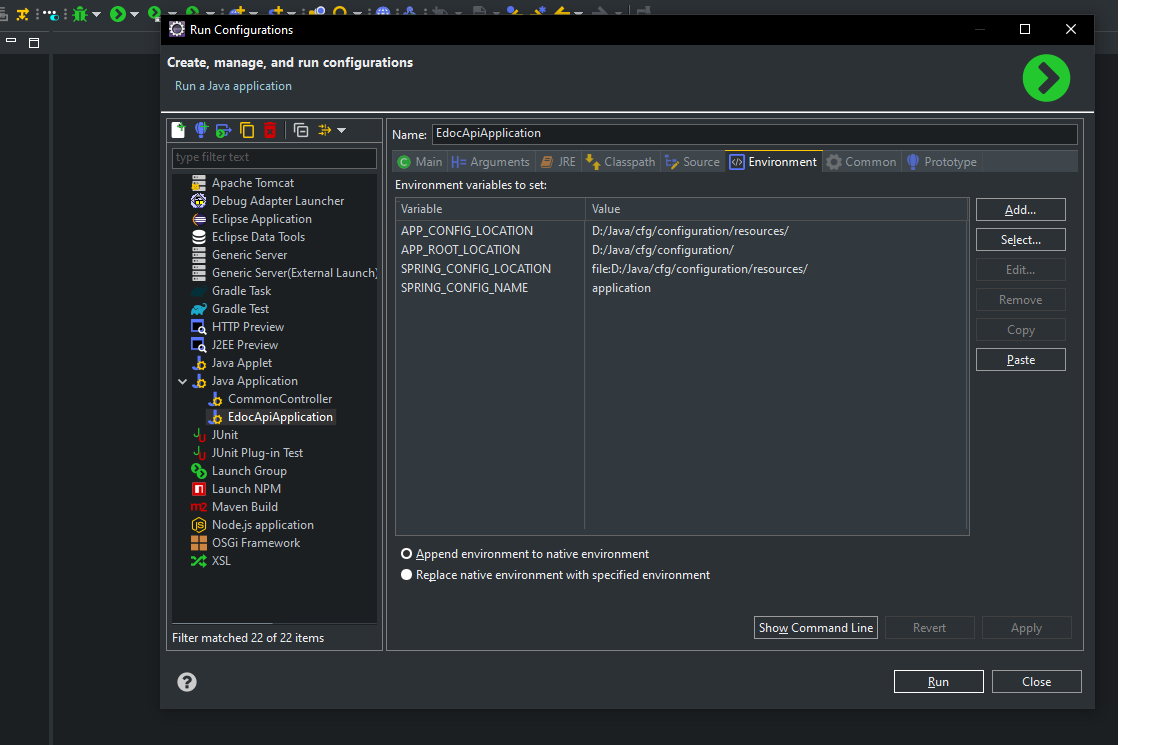 Run Configurations
Create, manage, and run configurations
Run a Java application
type filter text
Apache Tomcat
Debug Adapter Launcher
Eclipse Application
Eclipse Data Tools
Generic Server
Generic Server(External Launch)
Gradle Task
Gradle Test
HTTP Preview
J2EE Preview
Java Applet
Java Application
CommonController
EdocApiApplication
JUnit
JUnit Plug-in Test
Launch Group
Launch NPM
Maven Build
Node.js application
OSGi Framework
XSL
Filter matched 22 of 22 items
Name: EdocApiApplication
Main Arguments JRE Classpath Source Environment Common Prototype
Environment variables to set:
Variable Value
APP_CONFIG_LOCATION D:/Java/cfg/configuration/resources/
APP_ROOT_LOCATION D:/Java/cfg/configuration/
SPRING_CONFIG_LOCATION file:D:/Java/cfg/configuration/resources/
SPRING_CONFIG_NAME application
Add...
Select...
Edit...
Remove
Copy
Paste
Append environment to native environment
Replace native environment with specified environment
Show Command Line Revert Apply
Run Close